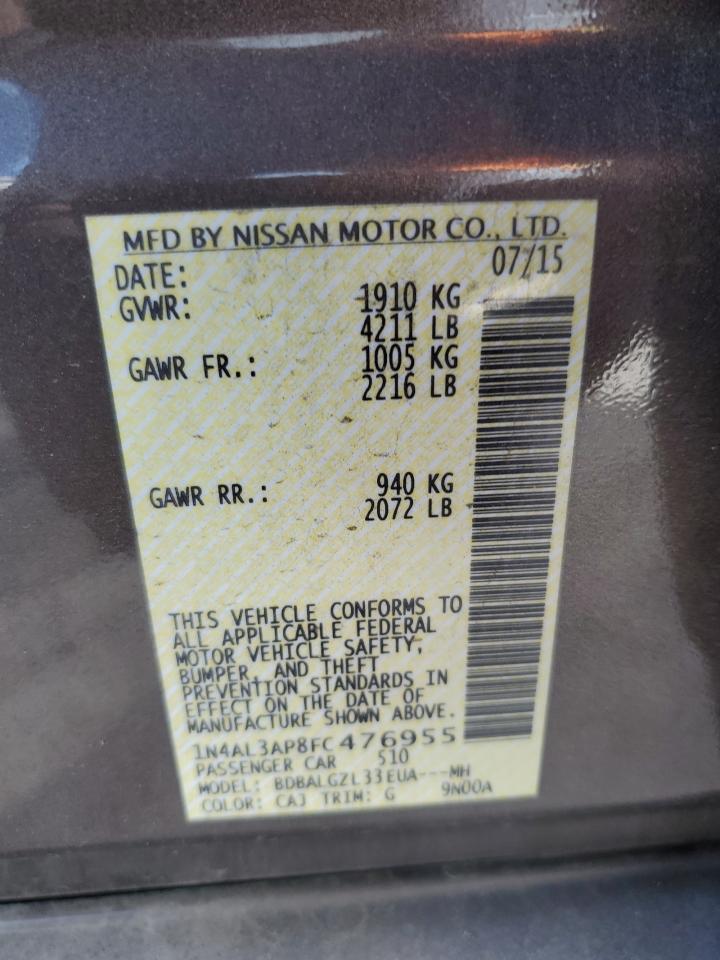 MFD BY NISSAN MOTOR CO., LTD.
DATE: 07/15
GVWR: 1910 KG
4211 LB
GAWR FR.: 1005 KG
2216 LB
GAWR RR.: 940 KG
2072 LB
THIS VEHICLE CONFORMS TO
ALL APPLICABLE FEDERAL
MOTOR VEHICLE SAFETY,
BUMPER, AND THEFT
PREVENTION STANDARDS IN
EFFECT ON THE DATE OF
MANUFACTURE SHOWN ABOVE.
1N4AL3AP8FC476955
PASSENGER CAR 510
MODEL: BDBALGZL33EUA---MH
COLOR: CAJ TRIM: G 9N00A